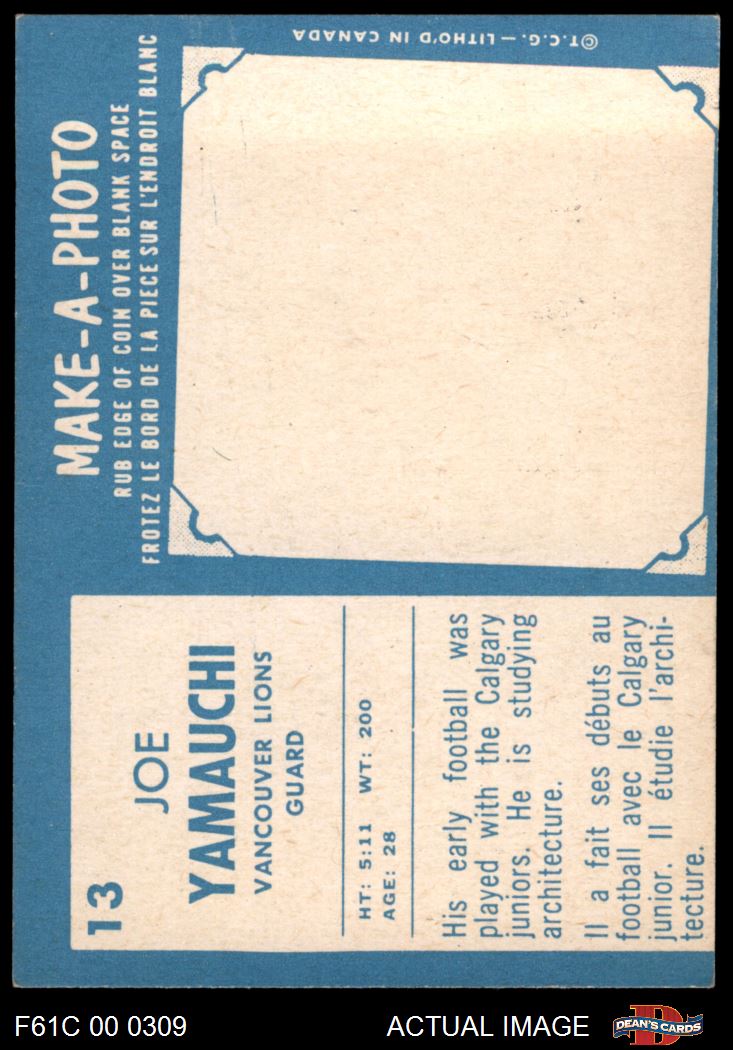 13
JOE
YAMAUCHI
VANCOUVER LIONS
GUARD
HT: 5:11 WT: 200
AGE: 28
His early football was
played with the Calgary
juniors. He is studying
architecture.
Il a fait ses débuts au
football avec le Calgary
junior. Il étudie l'archi-
tecture.
MAKE-A-PHOTO
RUB EDGE OF COIN OVER BLANK SPACE
FROTEZ LE BORD DE LA PIECE SUR L'ENDROIT BLANC
©T.C.G. — LITHO'D IN CANADA
F61C 00 0309
ACTUAL IMAGE
D
DEAN'S CARDS